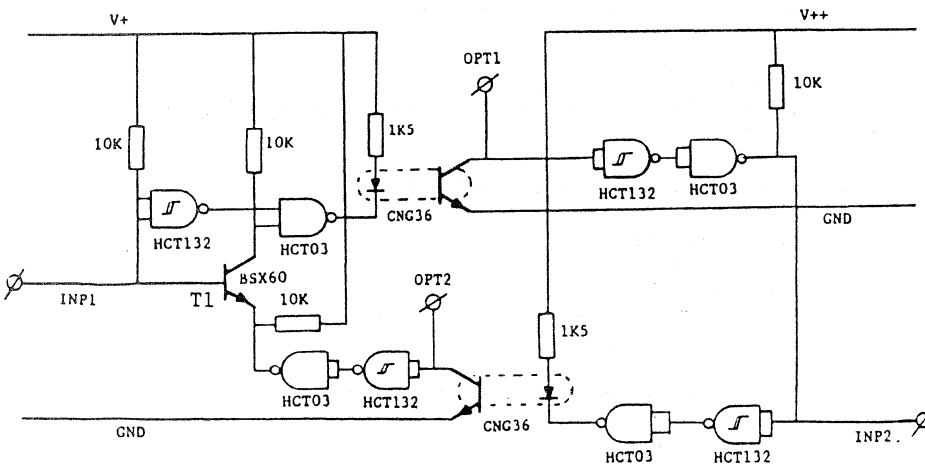 V+
V++
OPT1
10K
1K5
10K
10K
HCT132
HCT03
CNG36
HCT132
HCT03
GND
BSX60
OPT2
INP1
T1
10K
1K5
HCT03
HCT132
GND
CNG36
HCT03
HCT132
INP2.